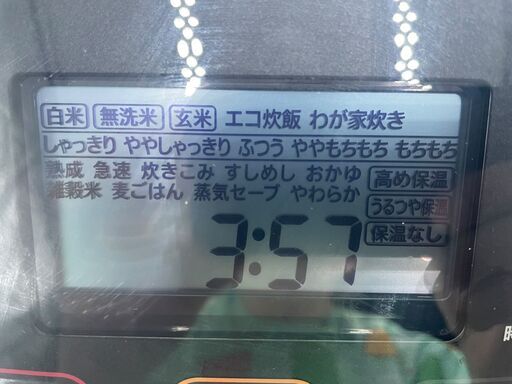 白米 無洗米 玄米 エコ炊飯 わが家炊き
しゃっきり ややしゃっきり ふつう ややもちもち もちもち
熟成 急速 炊きこみ すしめし おかゆ 高め保温
雑穀米 麦ごはん 蒸気セーブ やわらか うるつや保温
保温なし
3:57